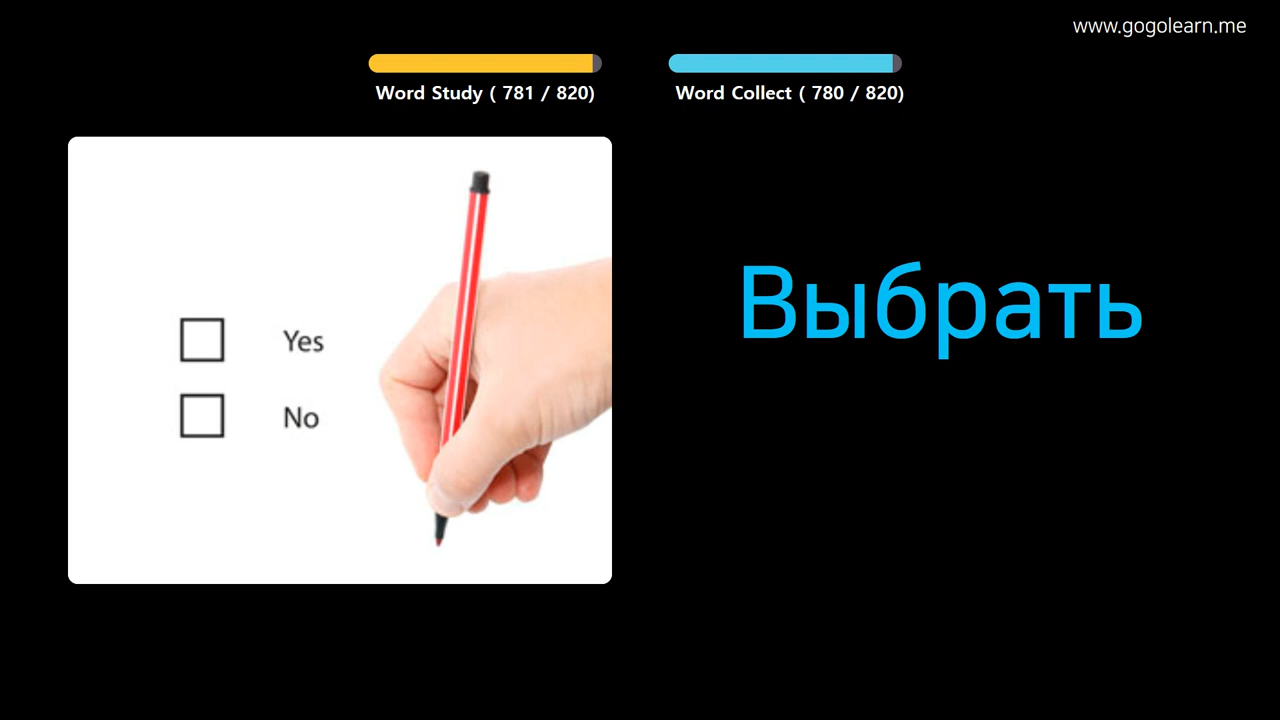 www.gogolearn.me
Word Study ( 781 / 820)
Word Collect ( 780 / 820)
Yes
No
Выбрать